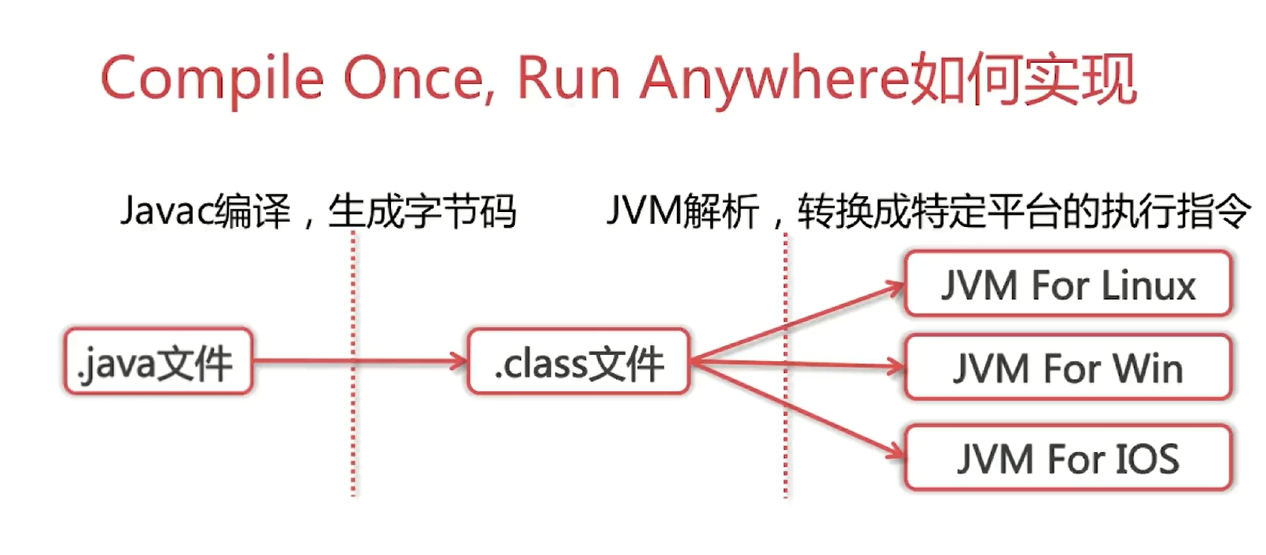 Compile Once, Run Anywhere如何实现
Javac编译，生成字节码
JVM解析，转换成特定平台的执行指令
.java文件
.class文件
JVM For Linux
JVM For Win
JVM For IOS